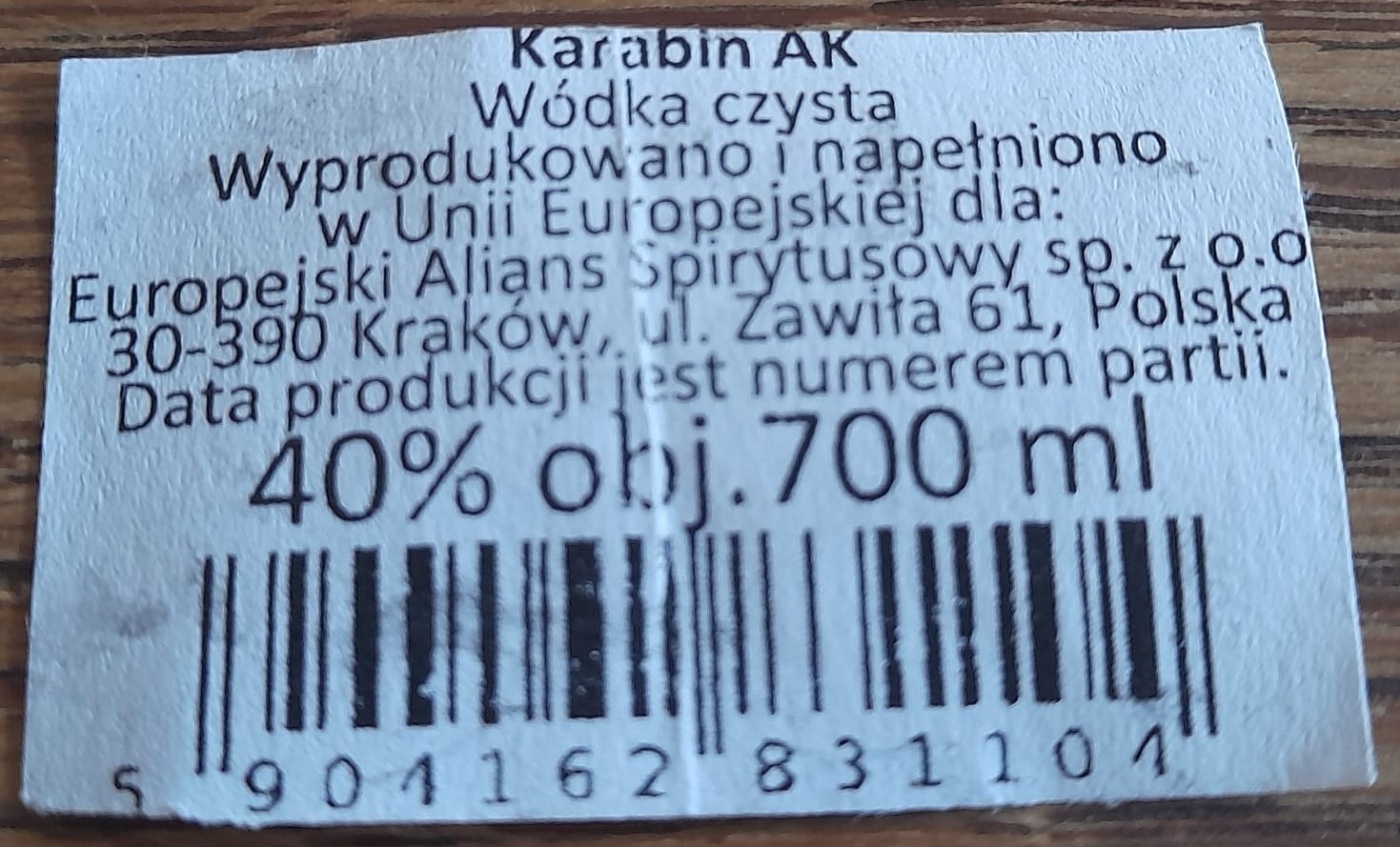 Karabin AK
Wódka czysta
Wyprodukowano i napełniono
w Unii Europejskiej dla:
Europejski Alians Spirytusowy sp. z o.o
30-390 Kraków, ul. Zawiła 61, Polska
Data produkcji jest numerem partii.
40% obj.700 ml
5 901162 831101